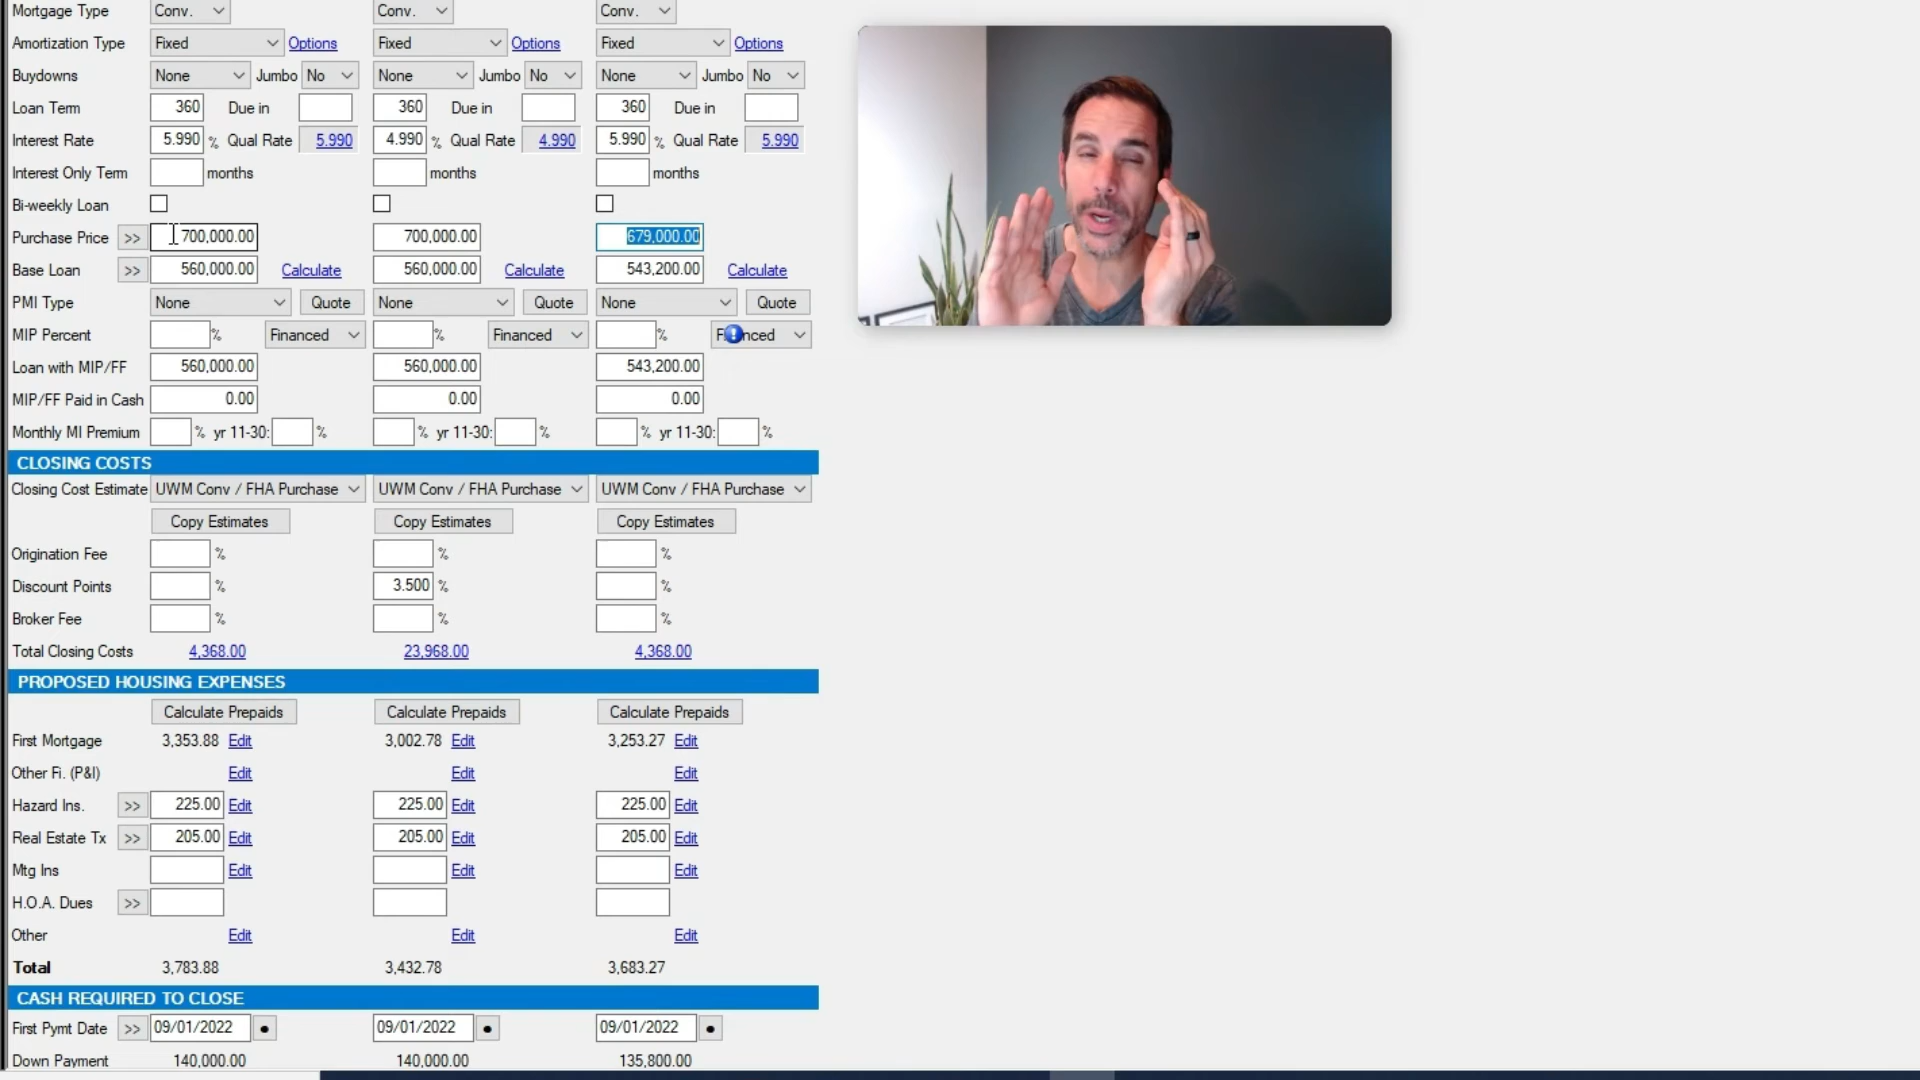 Mortgage Type Conv. Conv. Conv.
Amortization Type Fixed Options Fixed Options Fixed Options
Buydowns None Jumbo No None Jumbo No None Jumbo No
Loan Term 360 Due in 360 Due in 360 Due in
Interest Rate 5.990 % Qual Rate 5.990 4.990 % Qual Rate 4.990 5.990 % Qual Rate 5.990
Interest Only Term months months months
Bi-weekly Loan
Purchase Price >> 700,000.00 700,000.00 679,000.00
Base Loan >> 560,000.00 Calculate 560,000.00 Calculate 543,200.00 Calculate
PMI Type None Quote None Quote None Quote
MIP Percent % Financed % Financed %
Loan with MIP/FF 560,000.00 560,000.00 543,200.00
MIP/FF Paid in Cash 0.00 0.00 0.00
Monthly MI Premium % yr 11-30: % % yr 11-30: % % yr 11-30: %
CLOSING COSTS
Closing Cost Estimate UWM Conv / FHA Purchase UWM Conv / FHA Purchase UWM Conv / FHA Purchase
Copy Estimates Copy Estimates Copy Estimates
Origination Fee % % %
Discount Points % 3.500 % %
Broker Fee % % %
Total Closing Costs 4,368.00 23,968.00 4,368.00
PROPOSED HOUSING EXPENSES
Calculate Prepaids Calculate Prepaids Calculate Prepaids
First Mortgage 3,353.88 Edit 3,002.78 Edit 3,253.27 Edit
Other Fi. (P&I) Edit Edit Edit
Hazard Ins. >> 225.00 Edit 225.00 Edit 225.00 Edit
Real Estate Tx >> 205.00 Edit 205.00 Edit 205.00 Edit
Mtg Ins Edit Edit Edit
H.O.A. Dues >>
Other Edit Edit Edit
Total 3,783.88 3,432.78 3,683.27
CASH REQUIRED TO CLOSE
First Pymt Date >> 09/01/2022 09/01/2022 09/01/2022
Down Payment 140,000.00 140,000.00 135,800.00